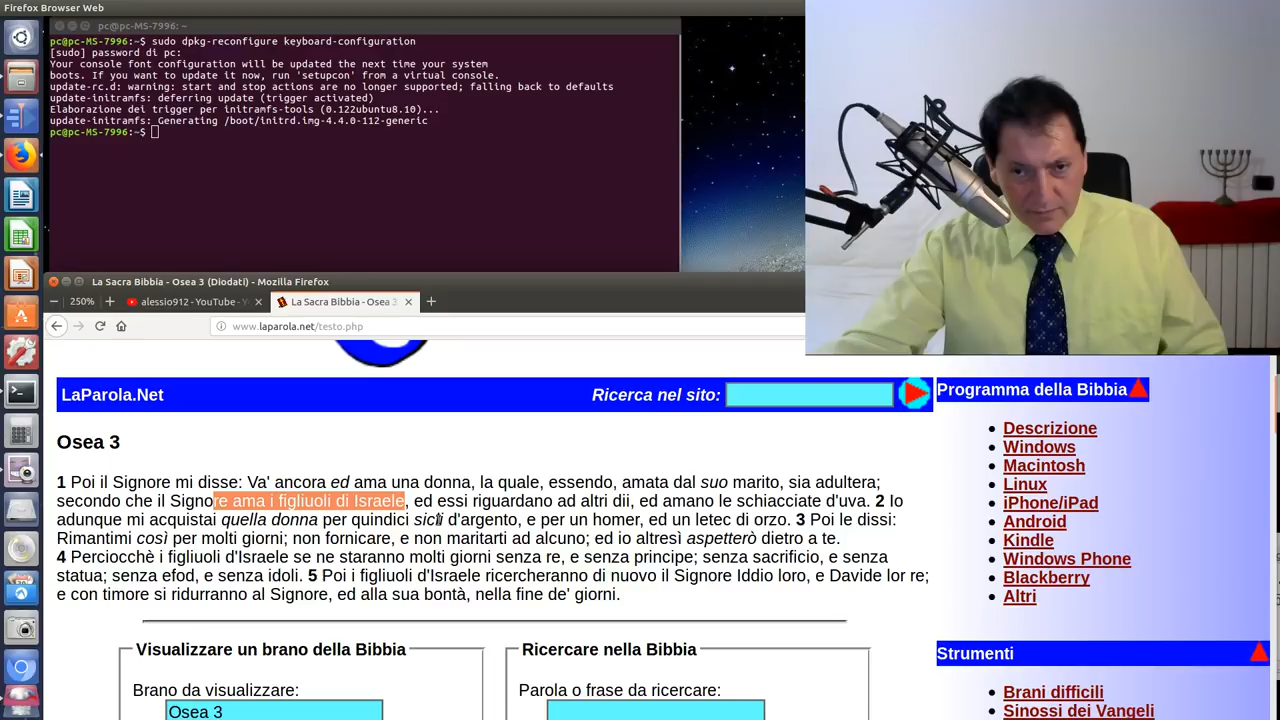 Firefox Browser Web
pc@pc-MS-7996: ~
pc@pc-MS-7996:~$ sudo dpkg-reconfigure keyboard-configuration
[sudo] password di pc:
Your console font configuration will be updated the next time your system
boots. If you want to update it now, run 'setupcon' from a virtual console.
update-rc.d: warning: start and stop actions are no longer supported; falling back to defaults
update-initramfs: deferring update (trigger activated)
Elaborazione dei trigger per initramfs-tools (0.122ubuntu8.10)...
update-initramfs: Generating /boot/initrd.img-4.4.0-112-generic
pc@pc-MS-7996:~$
La Sacra Bibbia - Osea 3 (Diodati) - Mozilla Firefox
250%
alessio912 - YouTube - Y
La Sacra Bibbia - Osea 3
www.laparola.net/testo.php
LaParola.Net
Ricerca nel sito:
Osea 3
1 Poi il Signore mi disse: Va' ancora ed ama una donna, la quale, essendo, amata dal suo marito, sia adultera;
secondo che il Signore ama i figliuoli di Israele, ed essi riguardano ad altri dii, ed amano le schiacciate d'uva. 2 Io
adunque mi acquistai quella donna per quindici sicli d'argento, e per un homer, ed un letec di orzo. 3 Poi le dissi:
Rimantimi così per molti giorni; non fornicare, e non maritarti ad alcuno; ed io altresì aspetterò dietro a te.
4 Perciocchè i figliuoli d'Israele se ne staranno molti giorni senza re, e senza principe; senza sacrificio, e senza
statua; senza efod, e senza idoli. 5 Poi i figliuoli d'Israele ricercheranno di nuovo il Signore Iddio loro, e Davide lor re;
e con timore si ridurranno al Signore, ed alla sua bontà, nella fine de' giorni.
Visualizzare un brano della Bibbia
Brano da visualizzare:
Osea 3
Ricercare nella Bibbia
Parola o frase da ricercare:
Programma della Bibbia
Descrizione
Windows
Macintosh
Linux
iPhone/iPad
Android
Kindle
Windows Phone
Blackberry
Altri
Strumenti
Brani difficili
Sinossi dei Vangeli